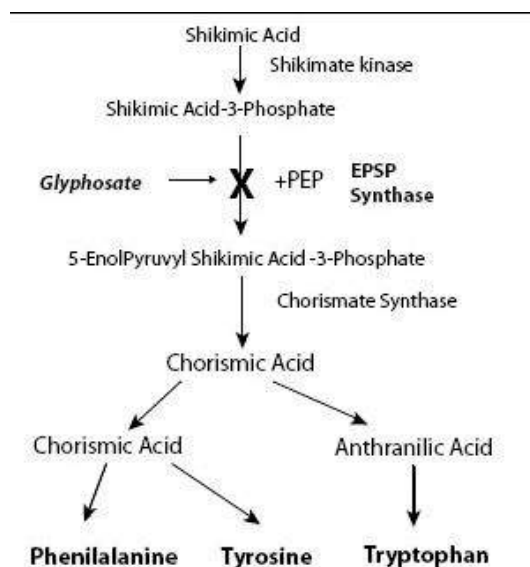 Shikimic Acid
Shikimate kinase
Shikimic Acid-3-Phosphate
Glyphosate
X
+PEP
EPSP
Synthase
5-EnolPyruvyl Shikimic Acid -3-Phosphate
Chorismate Synthase
Chorismic Acid
Chorismic Acid
Anthranilic Acid
Phenilalanine
Tyrosine
Tryptophan